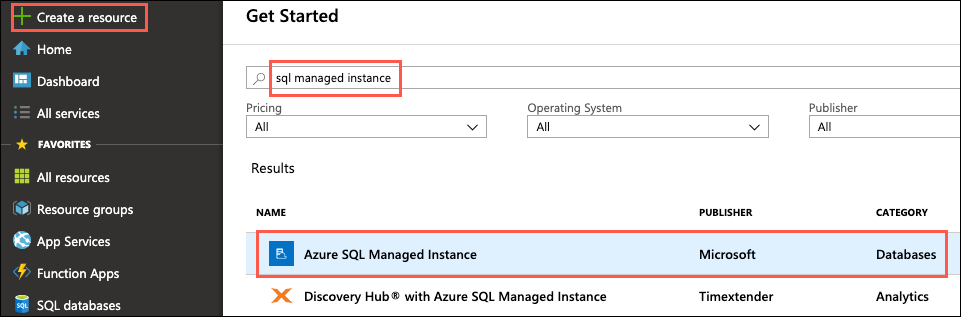 Create a resource
Home
Dashboard
All services
FAVORITES
All resources
Resource groups
App Services
Function Apps
SQL databases
Get Started
sql managed instance
Pricing Operating System Publisher
All All All
Results
NAME PUBLISHER CATEGORY
Azure SQL Managed Instance Microsoft Databases
Discovery Hub® with Azure SQL Managed Instance Timextender Analytics